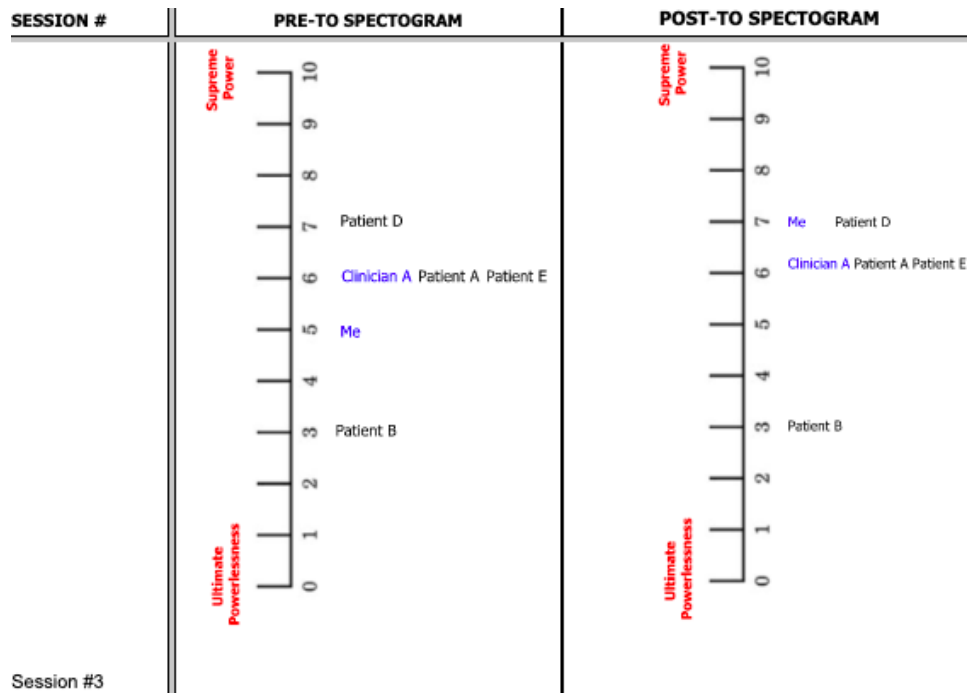 SESSION #
PRE-TO SPECTOGRAM
POST-TO SPECTOGRAM
Supreme
Power
10
9
8
7 Patient D
6 Clinician A Patient A Patient E
5 Me
4
3 Patient B
2
1
0
Ultimate
Powerlessness
Supreme
Power
10
9
8
7 Me Patient D
6 Clinician A Patient A Patient E
5
4
3 Patient B
2
1
0
Ultimate
Powerlessness
Session #3